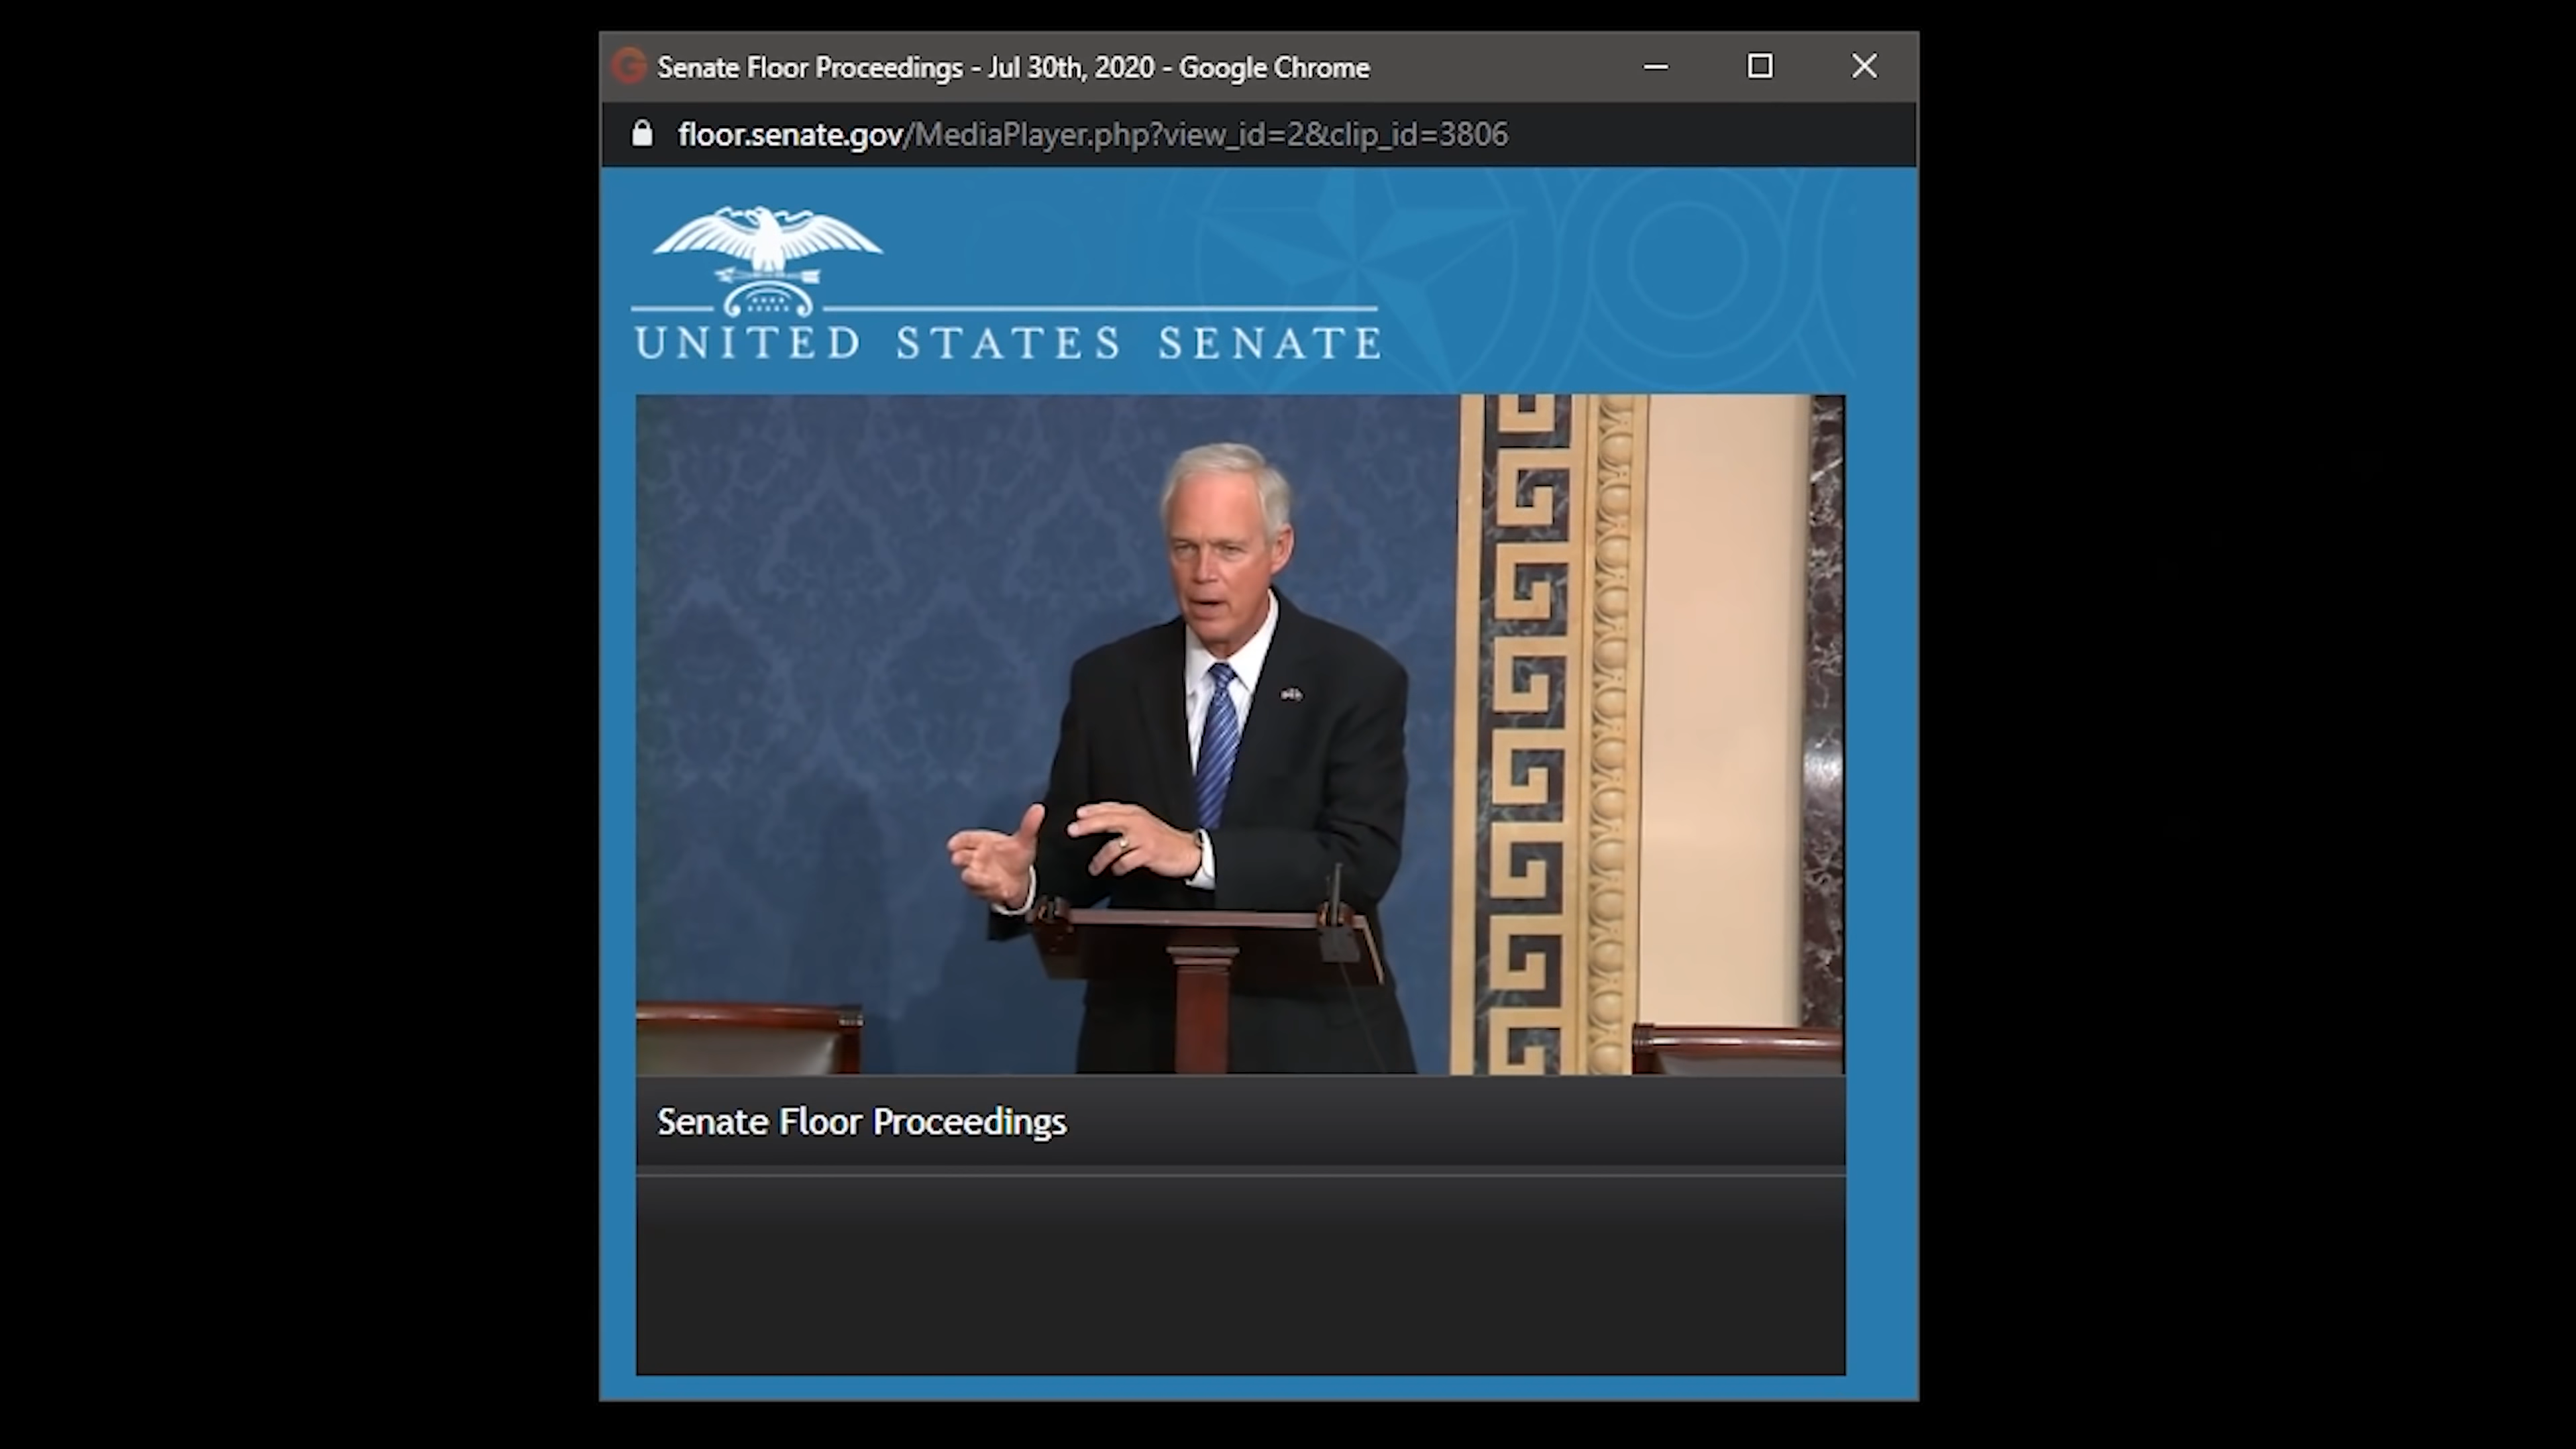 Senate Floor Proceedings - Jul 30th, 2020 - Google Chrome
floor.senate.gov/MediaPlayer.php?view_id=2&clip_id=3806
UNITED STATES SENATE
Senate Floor Proceedings